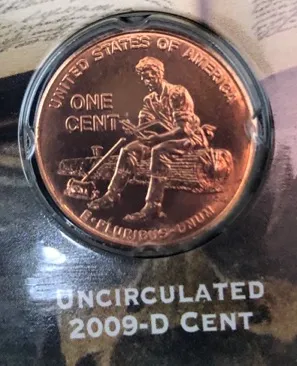 UNITED STATES OF AMERICA
ONE
CENT
E·PLURIBUS·UNUM
UNCIRCULATED
2009-D CENT